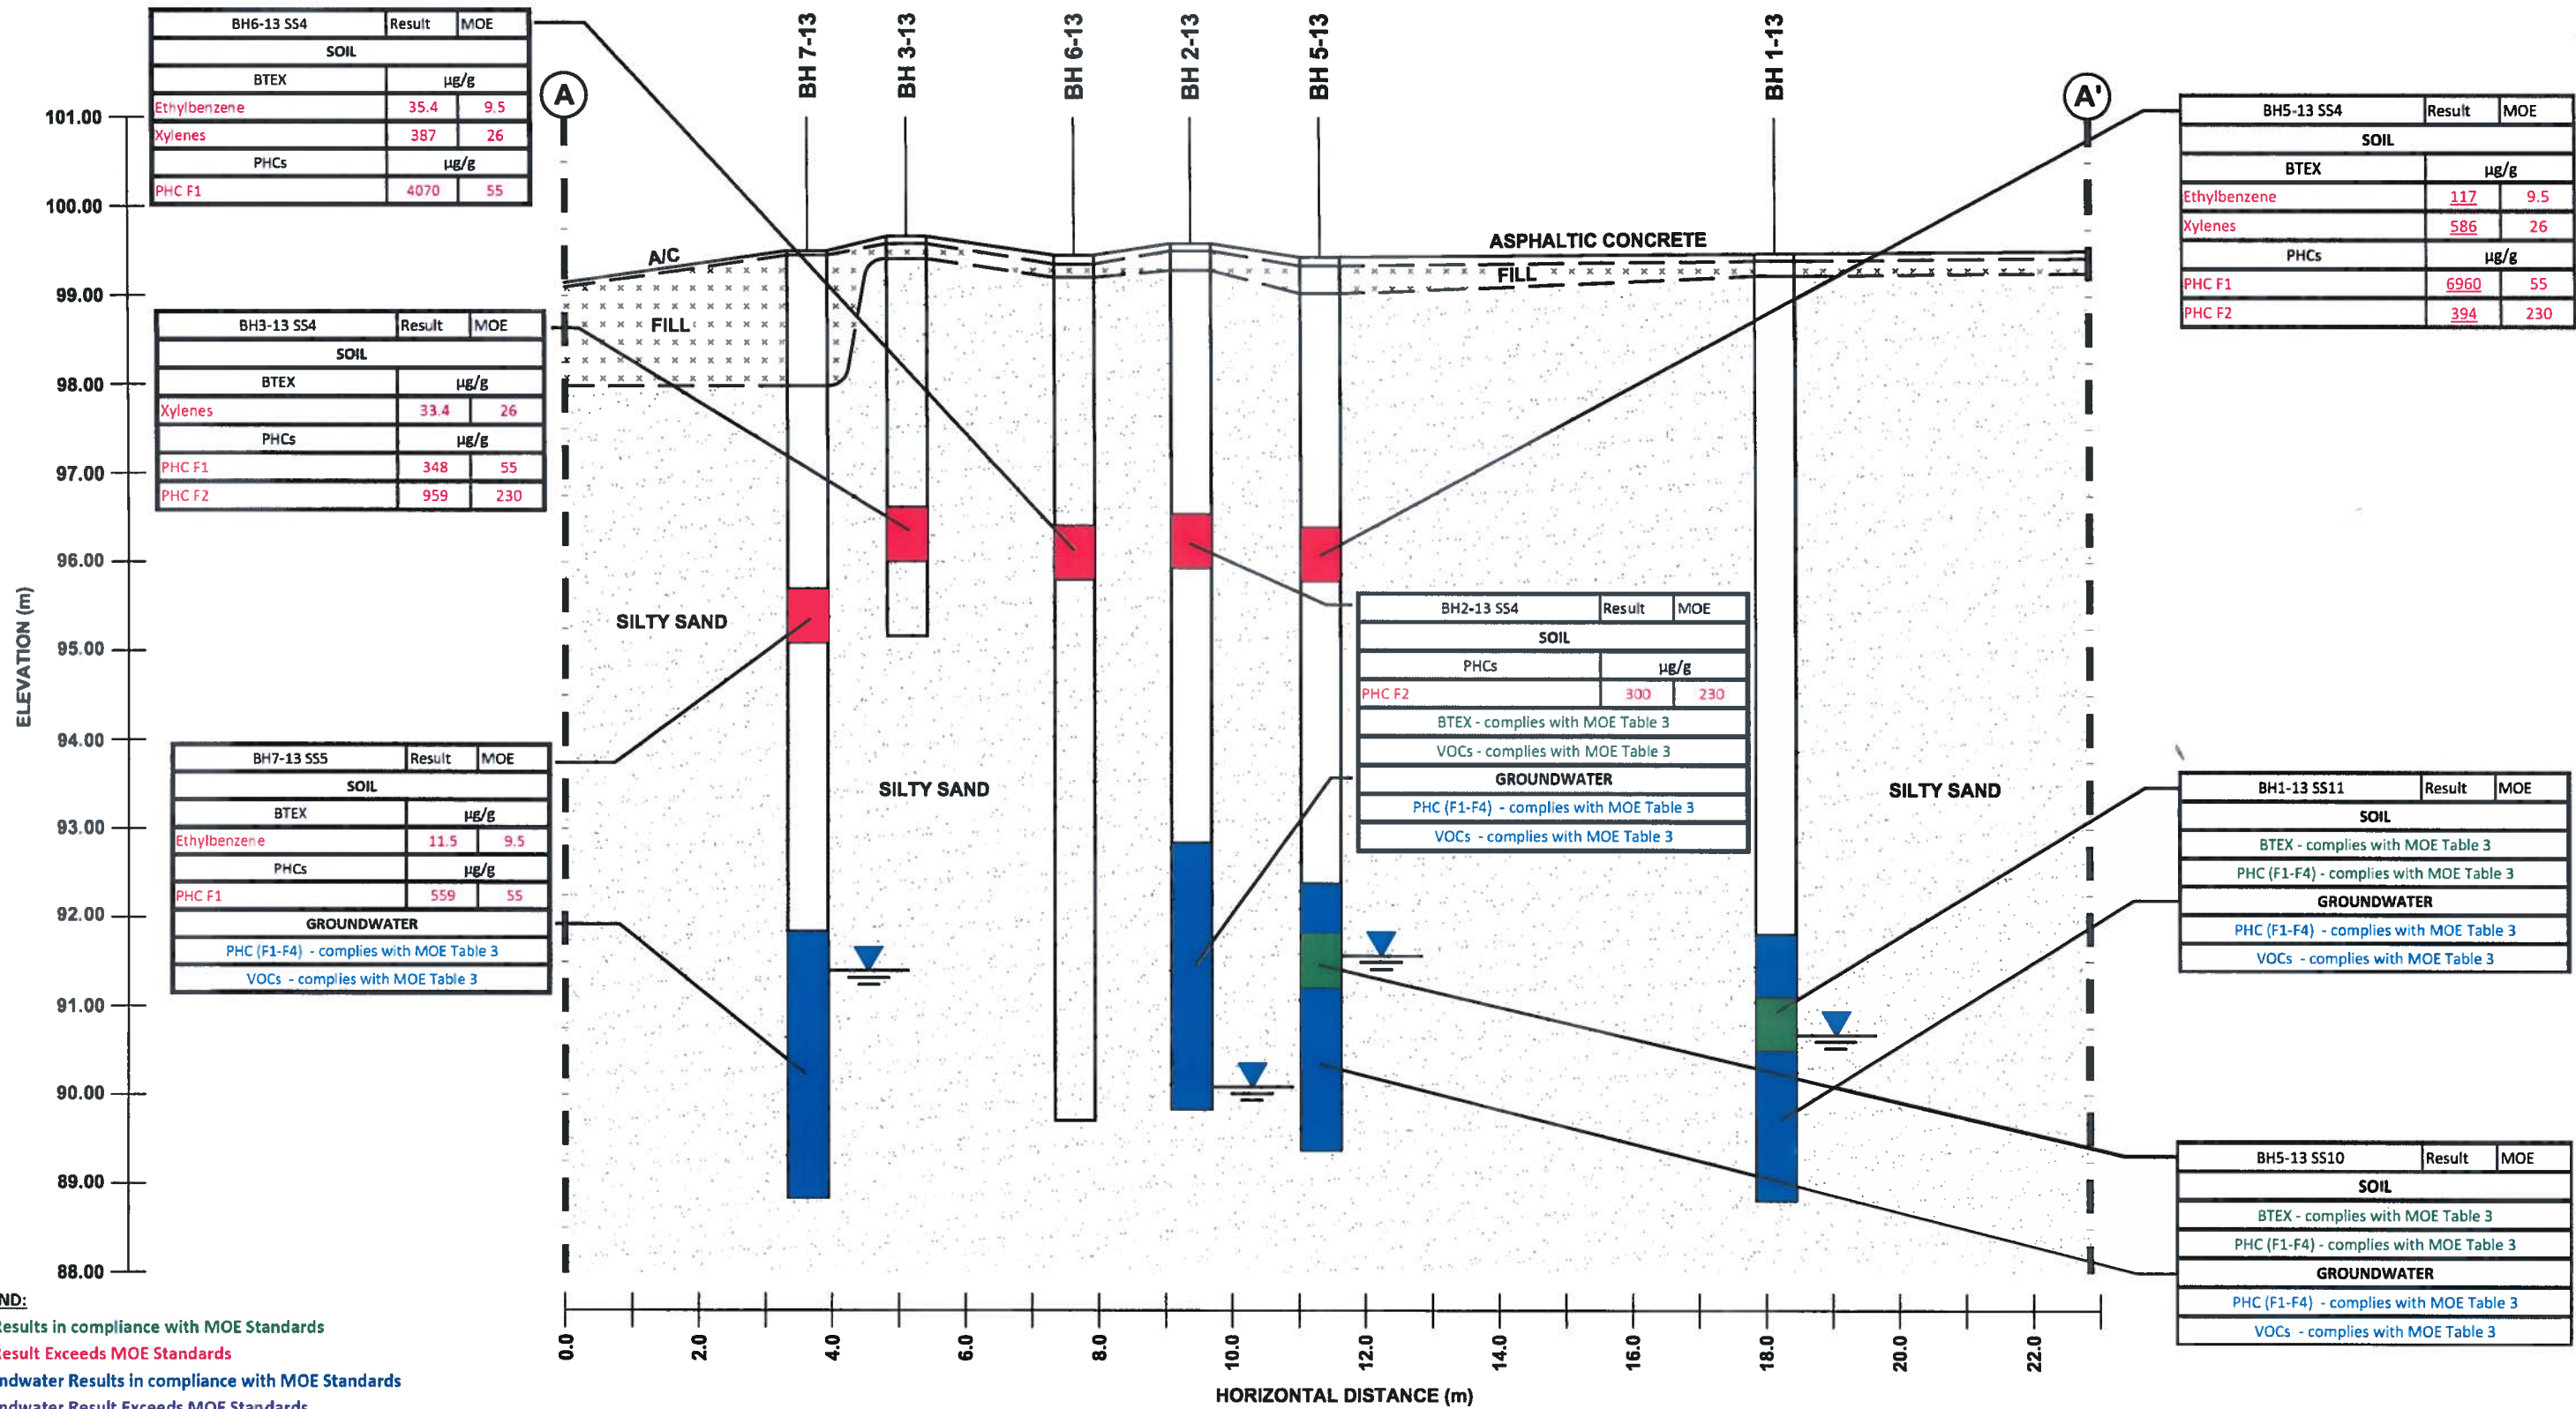 BH 7-13
BH 3-13
BH 6-13
BH 2-13
BH 5-13
BH 1-13
A
A'
BH6-13 SS4 Result MOE
SOIL
BTEX µg/g
Ethylbenzene 35.4 9.5
Xylenes 387 26
PHCs µg/g
PHC F1 4070 55
BH3-13 SS4 Result MOE
SOIL
BTEX µg/g
Xylenes 33.4 26
PHCs µg/g
PHC F1 348 55
PHC F2 959 230
BH7-13 SS5 Result MOE
SOIL
BTEX µg/g
Ethylbenzene 11.5 9.5
PHCs µg/g
PHC F1 559 55
GROUNDWATER
PHC (F1-F4) - complies with MOE Table 3
VOCs - complies with MOE Table 3
BH5-13 SS4 Result MOE
SOIL
BTEX µg/g
Ethylbenzene 117 9.5
Xylenes 586 26
PHCs µg/g
PHC F1 6960 55
PHC F2 394 230
BH2-13 SS4 Result MOE
SOIL
PHCs µg/g
PHC F2 300 230
BTEX - complies with MOE Table 3
VOCs - complies with MOE Table 3
GROUNDWATER
PHC (F1-F4) - complies with MOE Table 3
VOCs - complies with MOE Table 3
BH1-13 SS11 Result MOE
SOIL
BTEX - complies with MOE Table 3
PHC (F1-F4) - complies with MOE Table 3
GROUNDWATER
PHC (F1-F4) - complies with MOE Table 3
VOCs - complies with MOE Table 3
BH5-13 SS10 Result MOE
SOIL
BTEX - complies with MOE Table 3
PHC (F1-F4) - complies with MOE Table 3
GROUNDWATER
PHC (F1-F4) - complies with MOE Table 3
VOCs - complies with MOE Table 3
A/C
FILL
ASPHALTIC CONCRETE
FILL
SILTY SAND
SILTY SAND
SILTY SAND
ELEVATION (m)
101.00
100.00
99.00
98.00
97.00
96.00
95.00
94.00
93.00
92.00
91.00
90.00
89.00
88.00
0.0
2.0
4.0
6.0
8.0
10.0
12.0
14.0
16.0
18.0
20.0
22.0
HORIZONTAL DISTANCE (m)
ND:
Results in compliance with MOE Standards
Result Exceeds MOE Standards
ndwater Results in compliance with MOE Standards
ndwater Result Exceeds MOE Standards